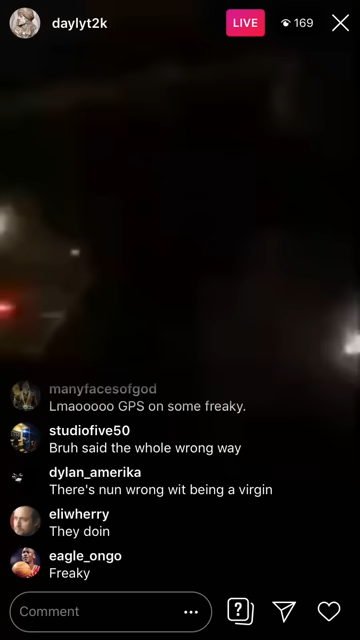 daylyt2k
LIVE
169
manyfacesofgod
Lmaooooo GPS on some freaky.
studiofive50
Bruh said the whole wrong way
dylan_amerika
There's nun wrong wit being a virgin
eliwherry
They doin
eagle_ongo
Freaky
Comment